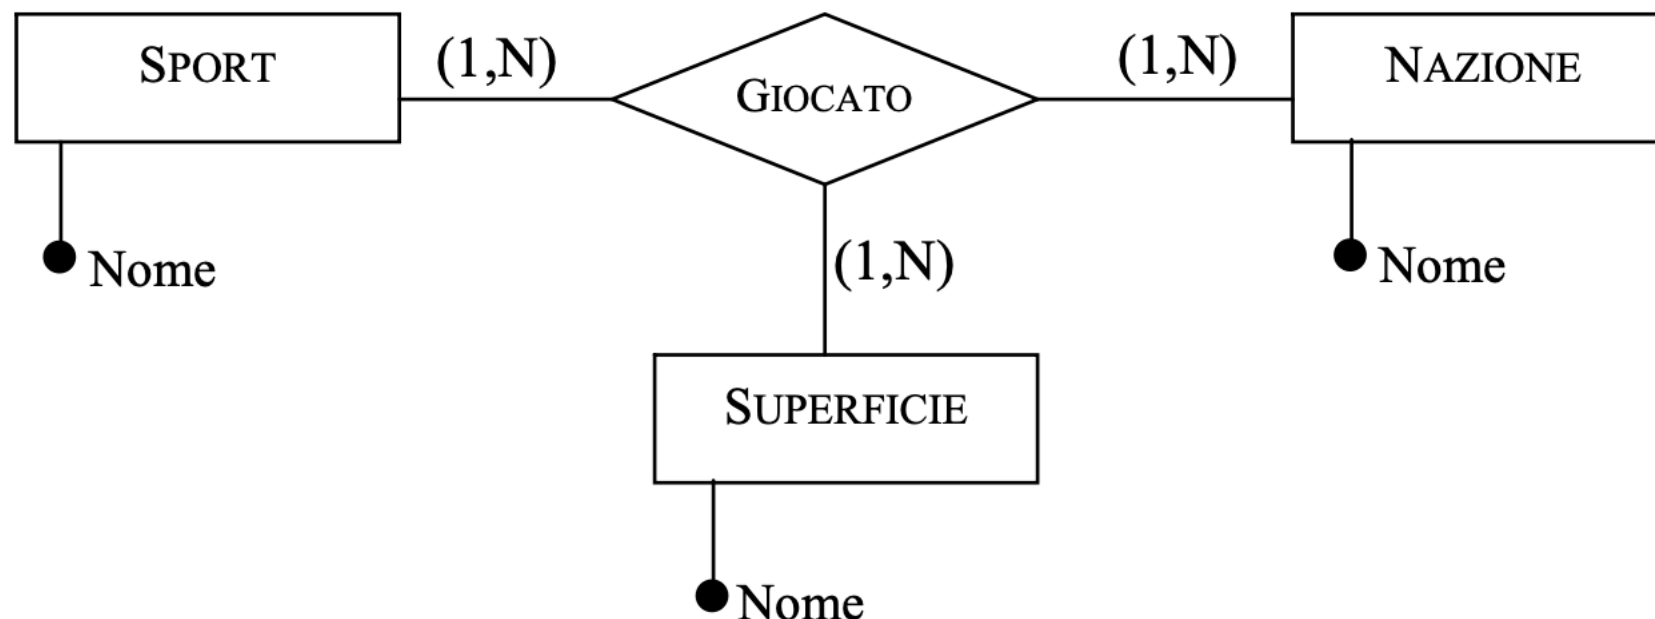 SPORT
(1,N)
GIOCATO
(1,N)
NAZIONE
Nome
(1,N)
Nome
SUPERFICIE
Nome